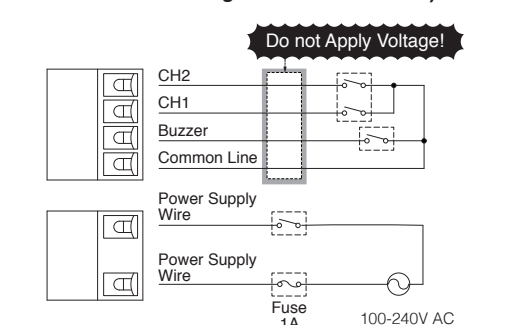 Do not Apply Voltage!
CH2
CH1
Buzzer
Common Line
Power Supply
Wire
Power Supply
Wire
Fuse
1A
100-240V AC